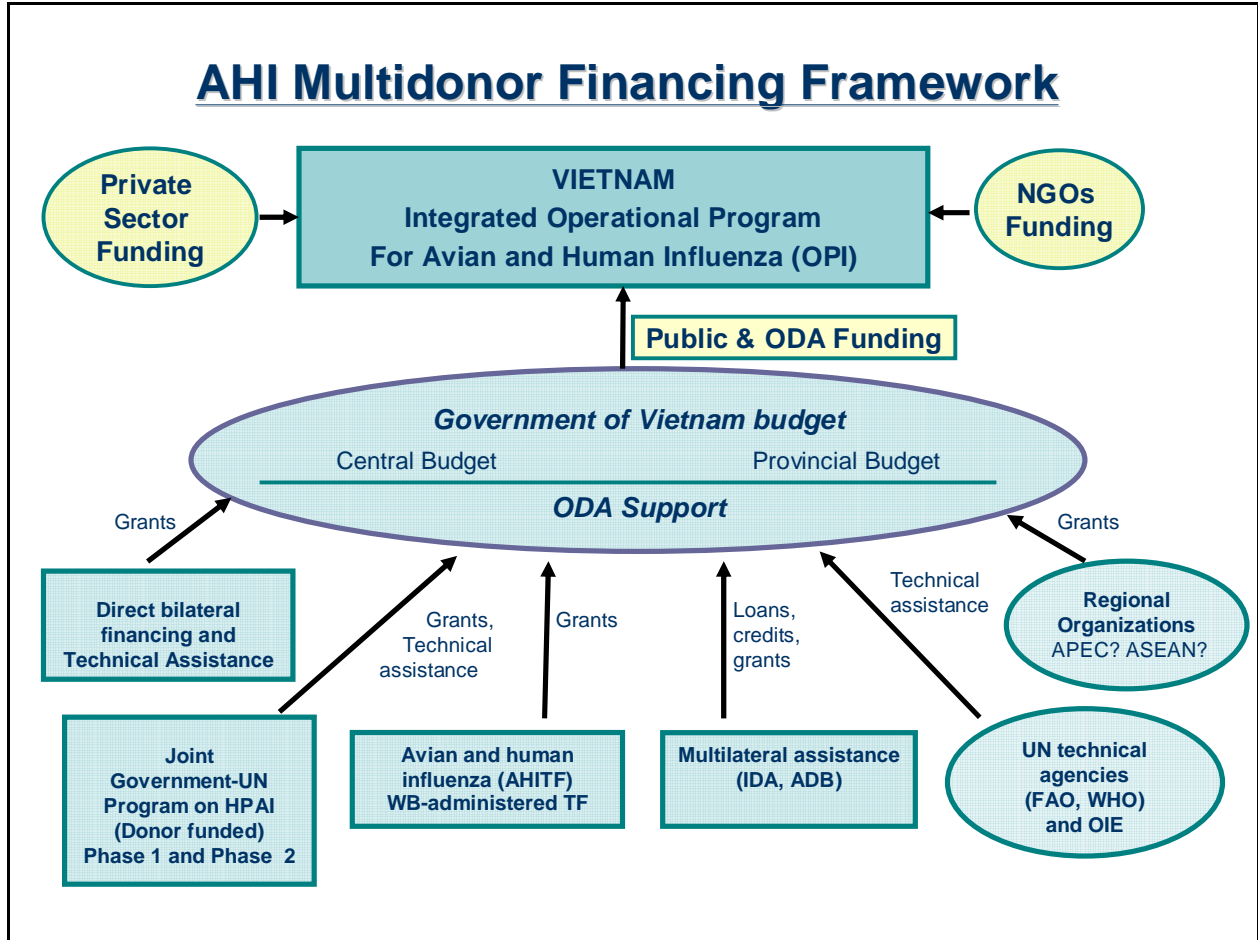 AHI Multidonor Financing Framework
Private
Sector
Funding
VIETNAM
Integrated Operational Program
For Avian and Human Influenza (OPI)
NGOs
Funding
Public & ODA Funding
Government of Vietnam budget
Central Budget
Provincial Budget
ODA Support
Grants
Grants
Direct bilateral
financing and
Technical Assistance
Grants,
Technical
assistance
Grants
Loans,
credits,
grants
Technical
assistance
Regional
Organizations
APEC? ASEAN?
Joint
Government-UN
Program on HPAI
(Donor funded)
Phase 1 and Phase 2
Avian and human
influenza (AHITF)
WB-administered TF
Multilateral assistance
(IDA, ADB)
UN technical
agencies
(FAO, WHO)
and OIE